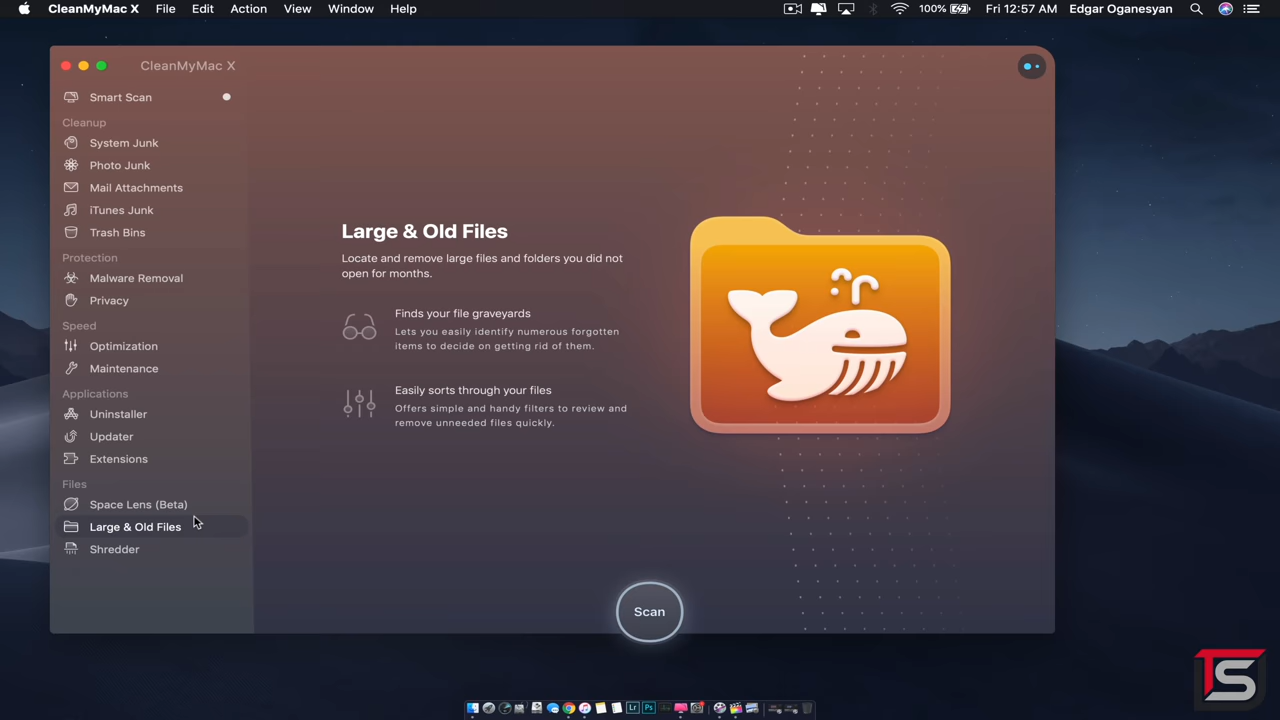 CleanMyMac X File Edit Action View Window Help 100% Fri 12:57 AM Edgar Oganesyan
CleanMyMac X
Smart Scan
Cleanup
System Junk
Photo Junk
Mail Attachments
iTunes Junk
Trash Bins
Protection
Malware Removal
Privacy
Speed
Optimization
Maintenance
Applications
Uninstaller
Updater
Extensions
Files
Space Lens (Beta)
Large & Old Files
Shredder
Large & Old Files
Locate and remove large files and folders you did not
open for months.
Finds your file graveyards
Lets you easily identify numerous forgotten
items to decide on getting rid of them.
Easily sorts through your files
Offers simple and handy filters to review and
remove unneeded files quickly.
Scan
Lr Ps
TS